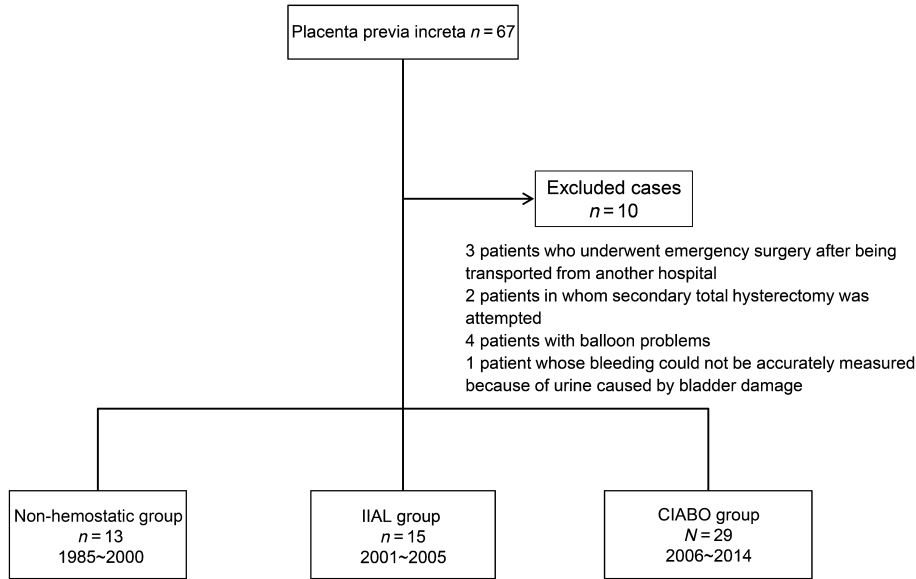 Placenta previa increta n = 67
Excluded cases
n = 10
3 patients who underwent emergency surgery after being
transported from another hospital
2 patients in whom secondary total hysterectomy was
attempted
4 patients with balloon problems
1 patient whose bleeding could not be accurately measured
because of urine caused by bladder damage
Non-hemostatic group
n = 13
1985~2000
IIAL group
n = 15
2001~2005
CIABO group
N = 29
2006~2014